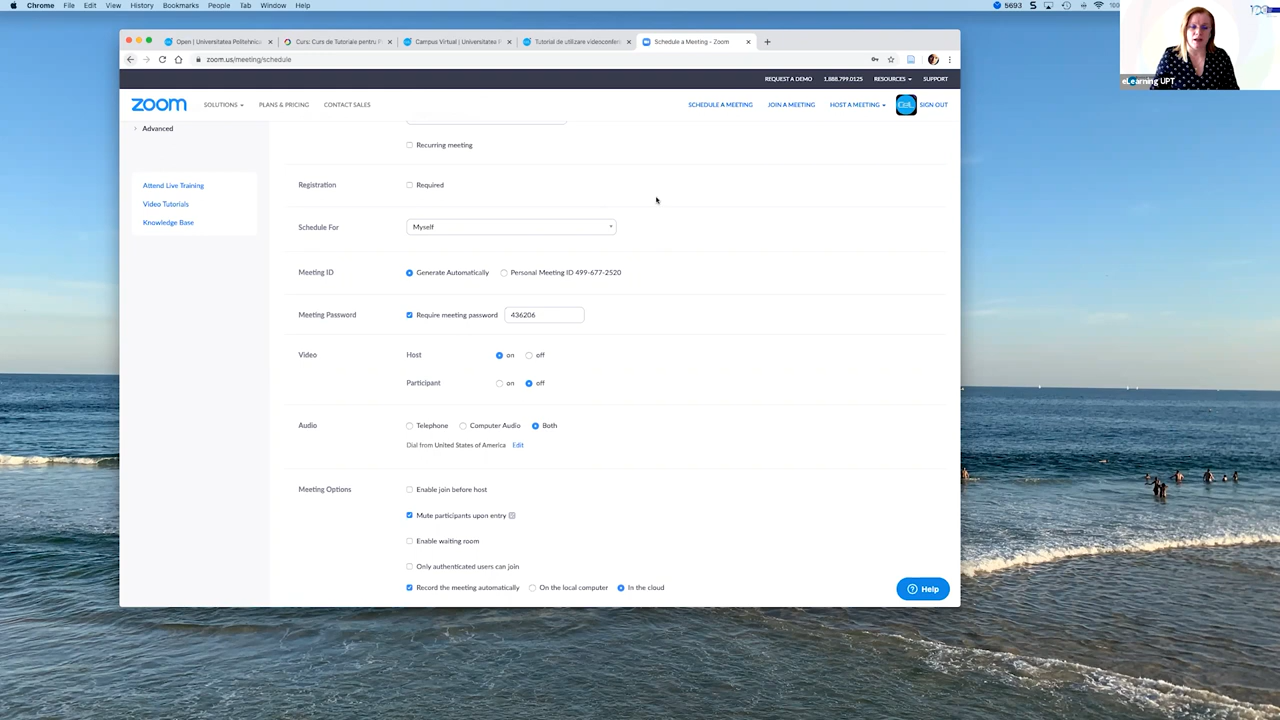 Chrome File Edit View History Bookmarks People Tab Window Help
5693
Open | Universitatea Politehnica
Curs: Curs de Tutoriale pentru P
Campus Virtual | Universitatea P
Tutorial de utilizare videoconferin
Schedule a Meeting - Zoom
zoom.us/meeting/schedule
eLearning UPT
REQUEST A DEMO 1.888.799.0125 RESOURCES SUPPORT
zoom SOLUTIONS PLANS & PRICING CONTACT SALES SCHEDULE A MEETING JOIN A MEETING HOST A MEETING SIGN OUT
Advanced
Attend Live Training
Video Tutorials
Knowledge Base
Recurring meeting
Registration Required
Schedule For Myself
Meeting ID Generate Automatically Personal Meeting ID 499-677-2520
Meeting Password Require meeting password 436206
Video Host on off
Participant on off
Audio Telephone Computer Audio Both
Dial from United States of America Edit
Meeting Options Enable join before host
Mute participants upon entry
Enable waiting room
Only authenticated users can join
Record the meeting automatically On the local computer In the cloud
Help